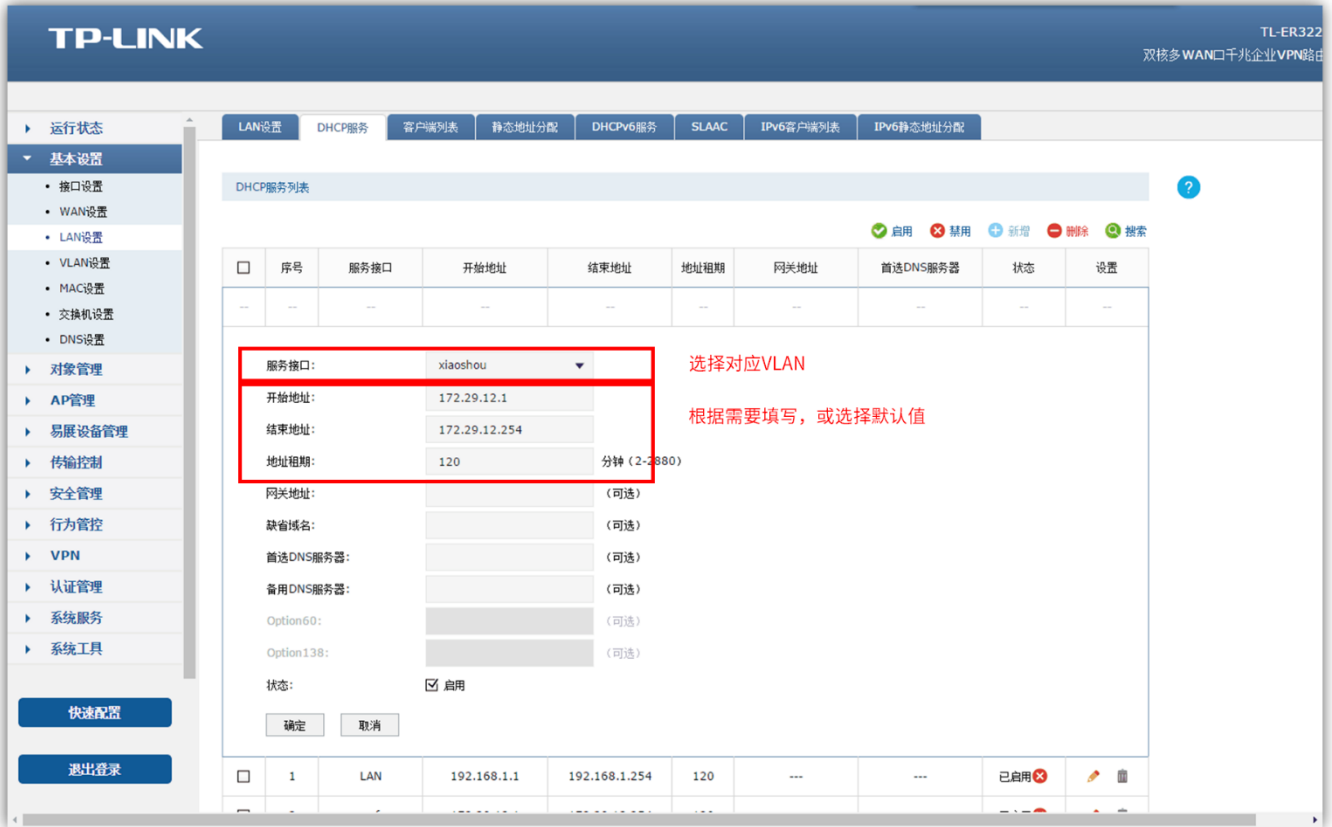 TP-LINK
TL-ER322
双核多WAN口千兆企业VPN路由
运行状态
基本设置
接口设置
WAN设置
LAN设置
VLAN设置
MAC设置
交换机设置
DNS设置
对象管理
AP管理
易展设备管理
传输控制
安全管理
行为管控
VPN
认证管理
系统服务
系统工具
快速配置
退出登录
LAN设置 DHCP服务 客户端列表 静态地址分配 DHCPv6服务 SLAAC IPv6客户端列表 IPv6静态地址分配
DHCP服务列表
?
启用 禁用 新增 删除 搜索
序号 服务接口 开始地址 结束地址 地址租期 网关地址 首选DNS服务器 状态 设置
-- -- -- -- -- -- -- -- -- --
服务接口: xiaoshou 选择对应VLAN
开始地址: 172.29.12.1
根据需要填写，或选择默认值
结束地址: 172.29.12.254
地址租期: 120 分钟（2-2880）
网关地址: （可选）
缺省域名: （可选）
首选DNS服务器: （可选）
备用DNS服务器: （可选）
Option60: （可选）
Option138: （可选）
状态: 启用
确定 取消
1 LAN 192.168.1.1 192.168.1.254 120 --- --- 已启用